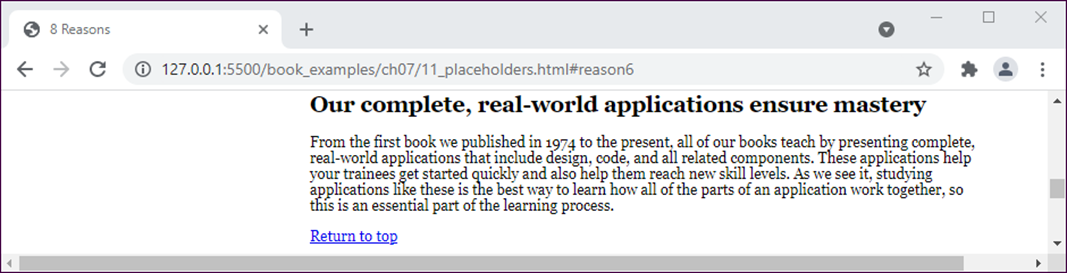 8 Reasons
127.0.0.1:5500/book_examples/ch07/11_placeholders.html#reason6
Our complete, real-world applications ensure mastery
From the first book we published in 1974 to the present, all of our books teach by presenting complete,
real-world applications that include design, code, and all related components. These applications help
your trainees get started quickly and also help them reach new skill levels. As we see it, studying
applications like these is the best way to learn how all of the parts of an application work together, so
this is an essential part of the learning process.
Return to top